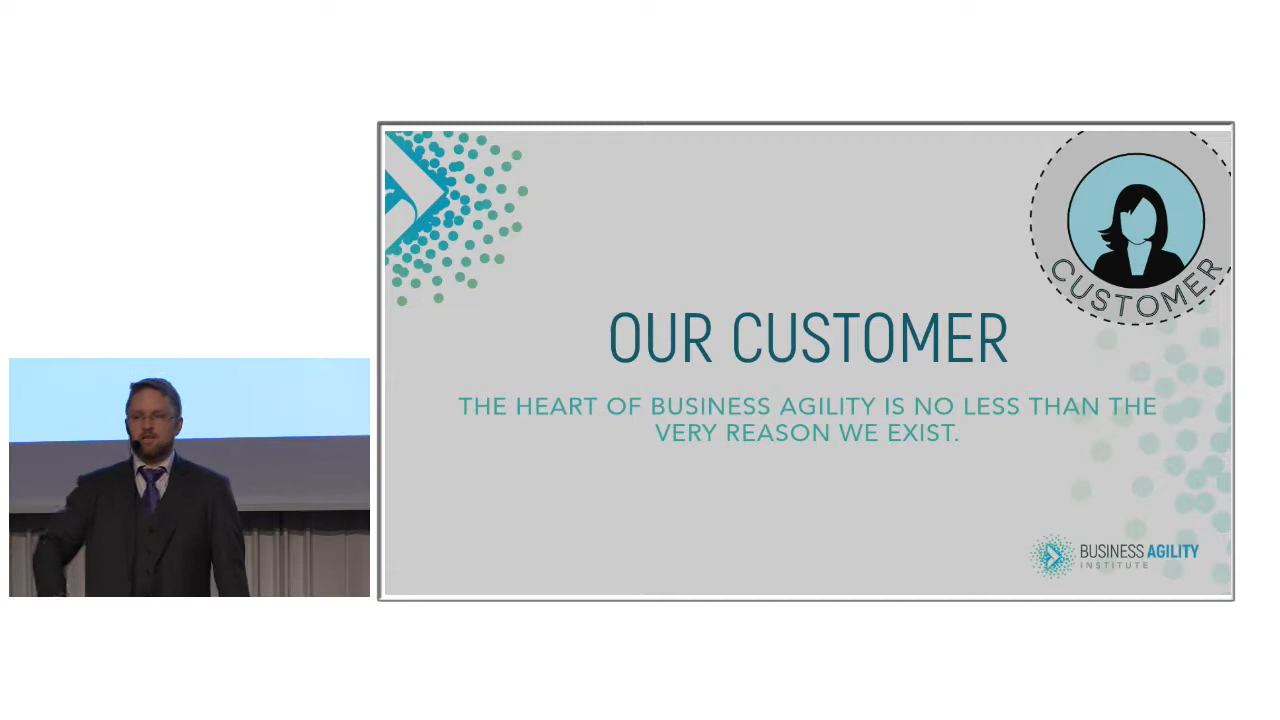 CUSTOMER
OUR CUSTOMER
THE HEART OF BUSINESS AGILITY IS NO LESS THAN THE
VERY REASON WE EXIST.
BUSINESS AGILITY
INSTITUTE